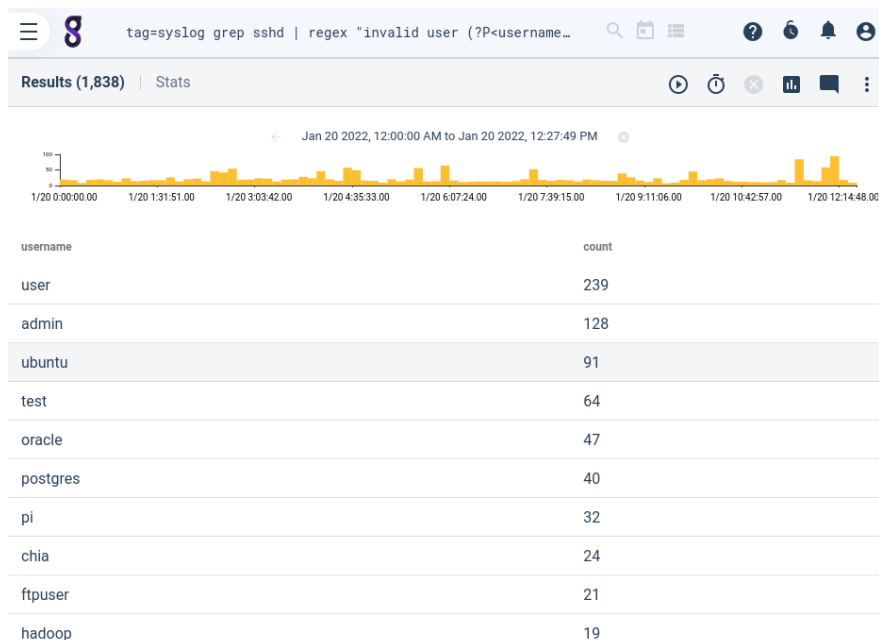 tag=syslog grep sshd | regex "invalid user (?P<username…
Results (1,838) Stats
Jan 20 2022, 12:00:00 AM to Jan 20 2022, 12:27:49 PM
100
50
0
1/20 0:00:00.00 1/20 1:31:51.00 1/20 3:03:42.00 1/20 4:35:33.00 1/20 6:07:24.00 1/20 7:39:15.00 1/20 9:11:06.00 1/20 10:42:57.00 1/20 12:14:48.00
username count
user 239
admin 128
ubuntu 91
test 64
oracle 47
postgres 40
pi 32
chia 24
ftpuser 21
hadoop 19